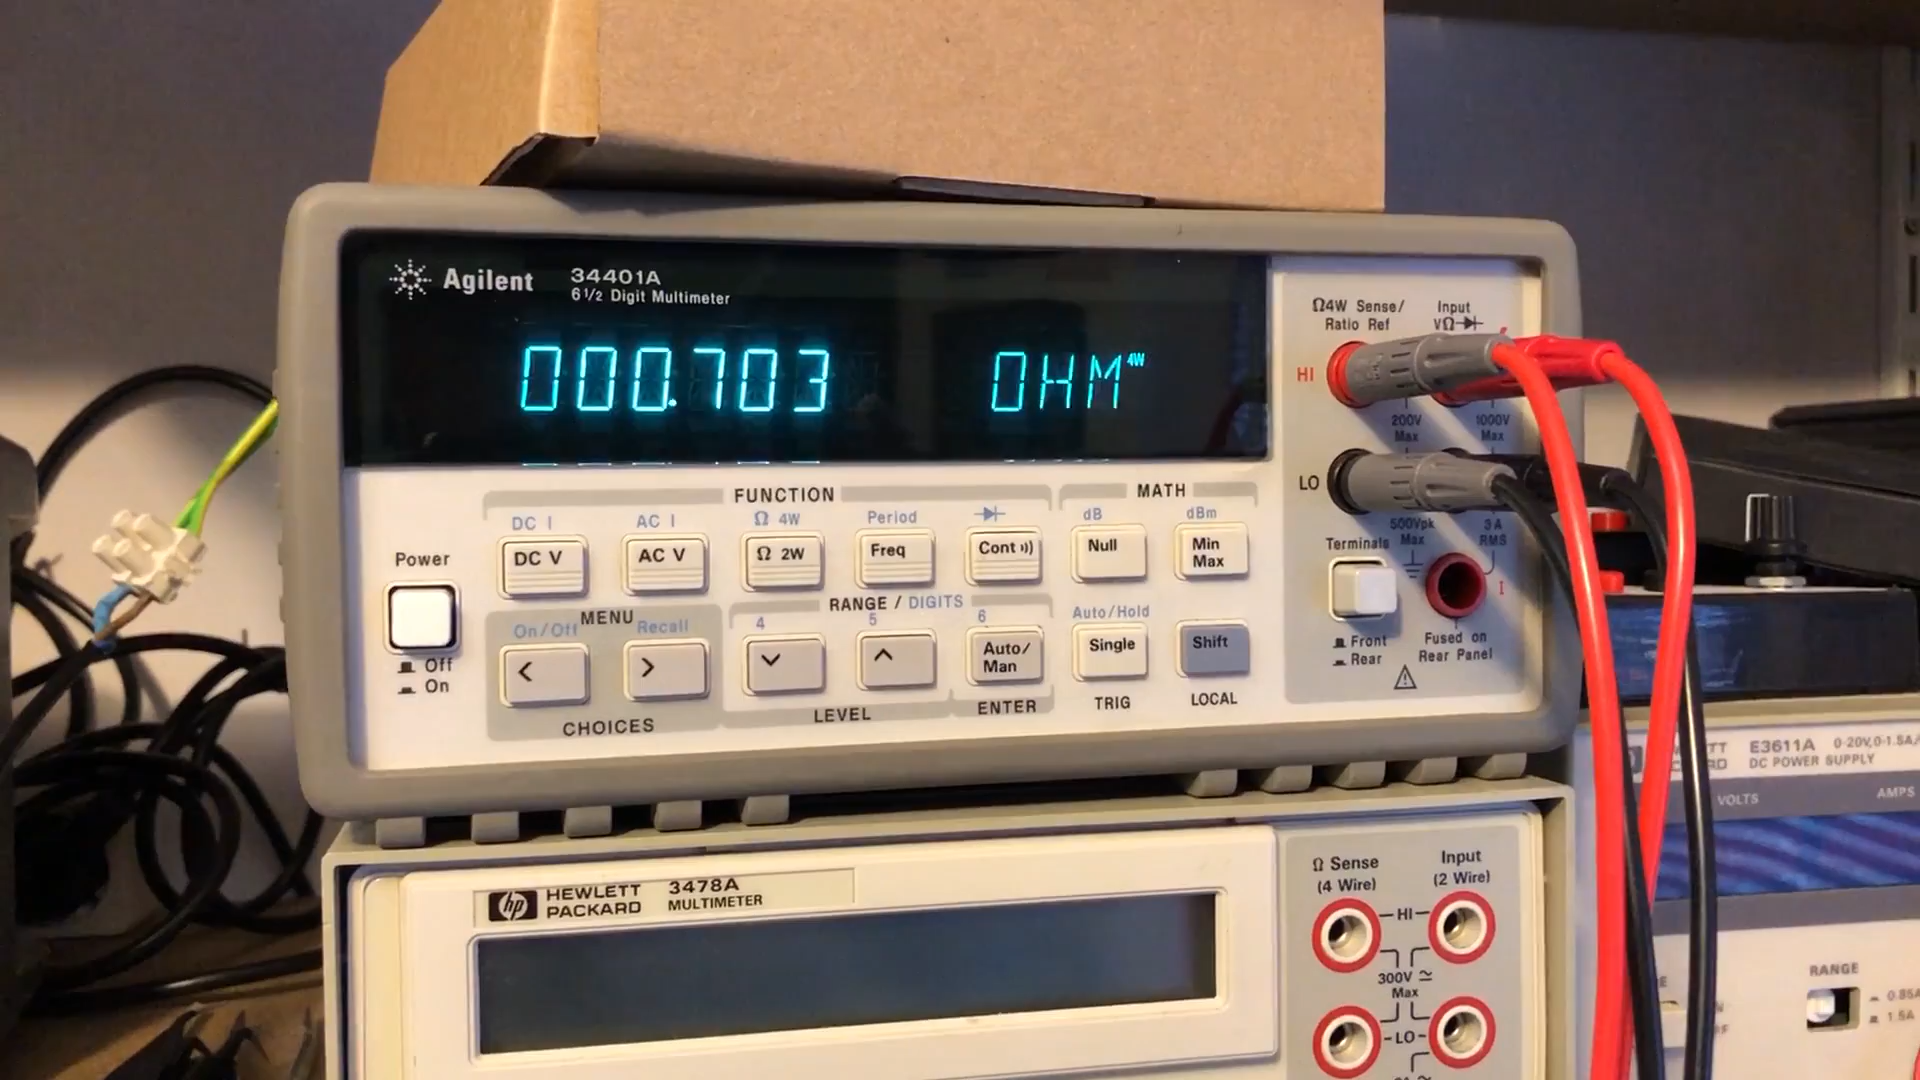 Agilent 34401A
6½ Digit Multimeter
000.703 OHM 4W
Ω4W Sense/ Ratio Ref
Input VΩ
HI
200V Max
1000V Max
LO
500Vpk Max
3A RMS
FUNCTION
MATH
DC I
AC I
Ω 4W
Period
dB
dBm
Power
DC V
AC V
Ω 2W
Freq
Cont
Null
Min Max
Terminals
I
MENU
RANGE / DIGITS
On/Off
Recall
4
5
6
Auto/Hold
<
>
Auto/ Man
Single
Shift
Front
Rear
Fused on Rear Panel
Off
On
CHOICES
LEVEL
ENTER
TRIG
LOCAL
E3611A
DC POWER SUPPLY
VOLTS
AMPS
hp HEWLETT PACKARD
3478A MULTIMETER
Ω Sense (4 Wire)
Input (2 Wire)
HI
300V Max
LO
RANGE
1.5A